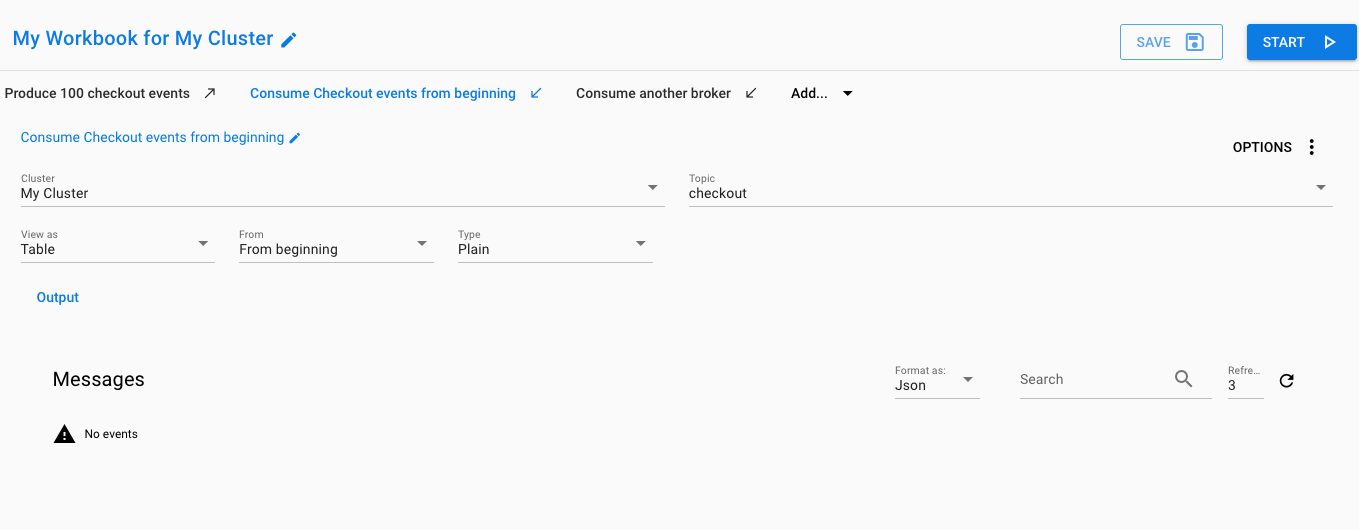 My Workbook for My Cluster
SAVE
START
Produce 100 checkout events
Consume Checkout events from beginning
Consume another broker
Add...
Consume Checkout events from beginning
OPTIONS
Cluster
My Cluster
Topic
checkout
View as
Table
From
From beginning
Type
Plain
Output
Messages
Format as:
Json
Search
Refre...
3
No events